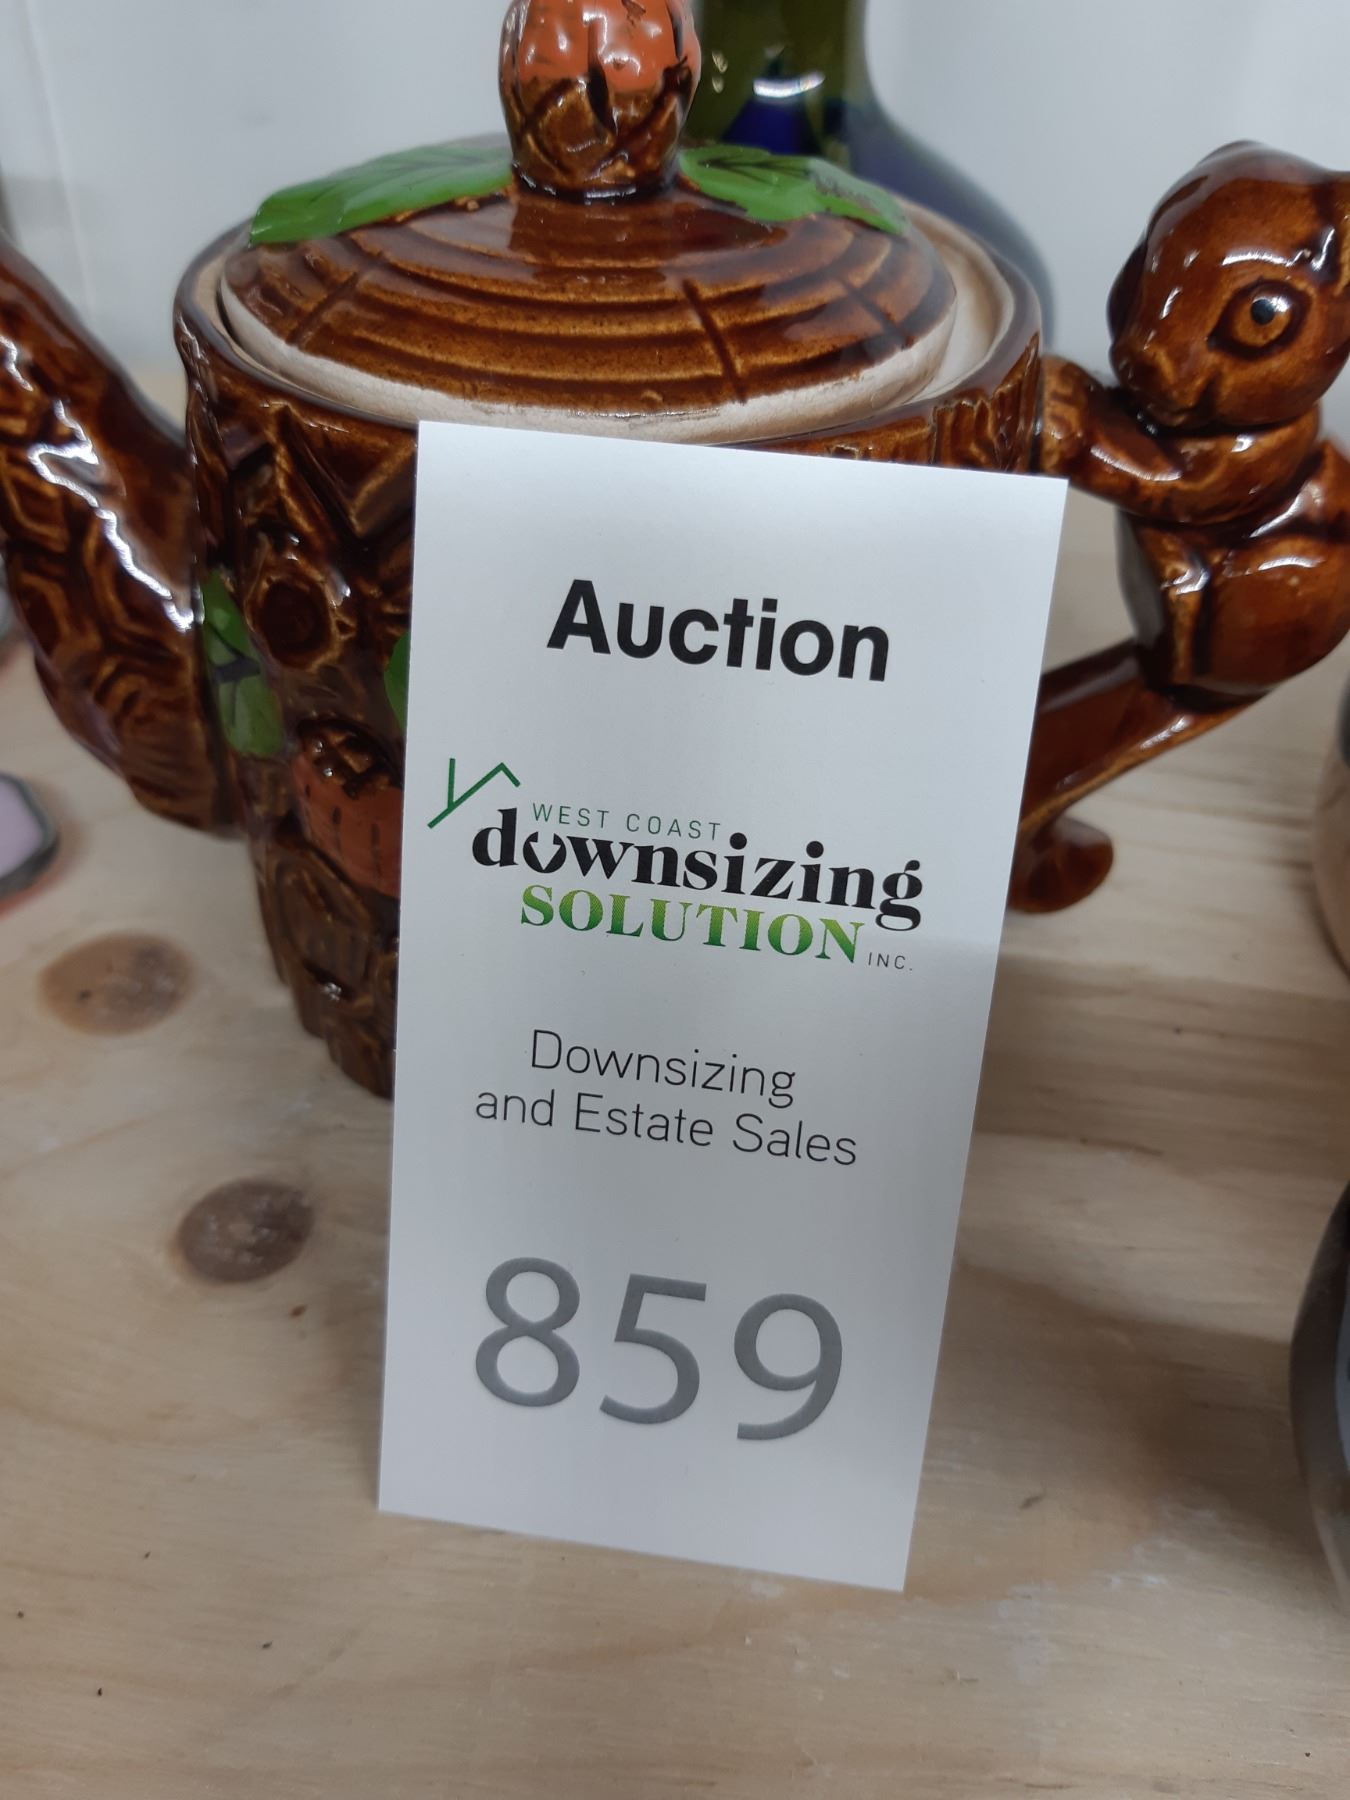 Auction
WEST COAST
downsizing
SOLUTION INC.
Downsizing
and Estate Sales
859